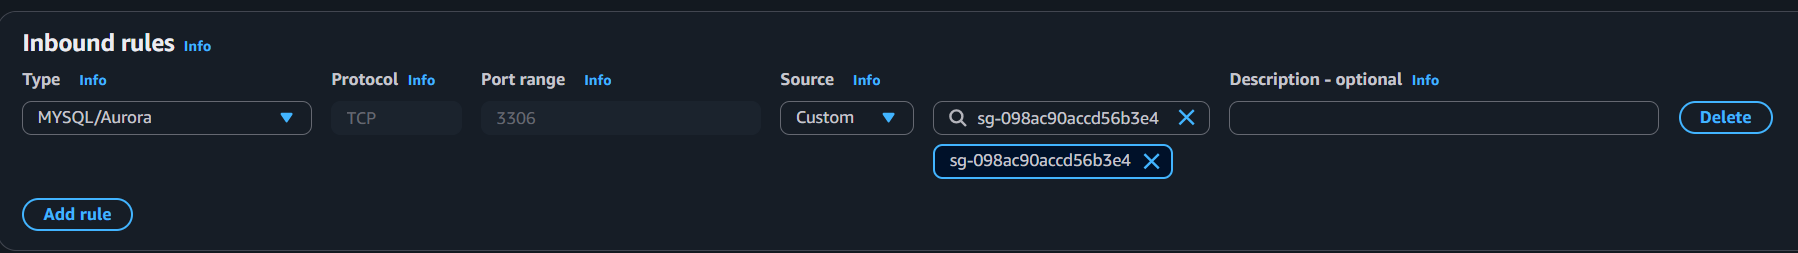 Inbound rules Info
Type Info Protocol Info Port range Info Source Info Description - optional Info
MYSQL/Aurora TCP 3306 Custom sg-098ac90accd56b3e4 Delete
sg-098ac90accd56b3e4
Add rule